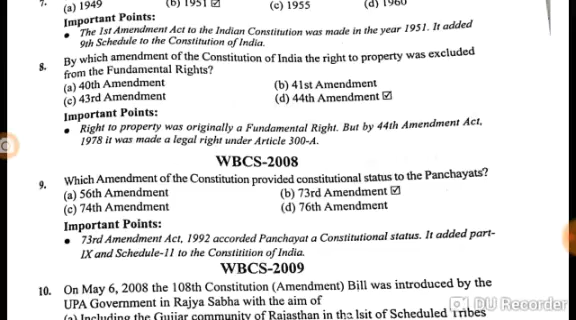 7. (a) 1949 (b) 1951 ☑ (c) 1955 (d) 1960
Important Points:
• The 1st Amendment Act to the Indian Constitution was made in the year 1951. It added
9th Schedule to the Constitution of India.
8. By which amendment of the Constitution of India the right to property was excluded
from the Fundamental Rights?
(a) 40th Amendment (b) 41st Amendment
(c) 43rd Amendment (d) 44th Amendment ☑
Important Points:
• Right to property was originally a Fundamental Right. But by 44th Amendment Act,
1978 it was made a legal right under Article 300-A.
WBCS-2008
9. Which Amendment of the Constitution provided constitutional status to the Panchayats?
(a) 56th Amendment (b) 73rd Amendment ☑
(c) 74th Amendment (d) 76th Amendment
Important Points:
• 73rd Amendment Act, 1992 accorded Panchayat a Constitutional status. It added part-
IX and Schedule-11 to the Constitition of India.
WBCS-2009
10. On May 6, 2008 the 108th Constitution (Amendment) Bill was introduced by the
UPA Government in Rajya Sabha with the aim of
(a) Including the Gujjar community of Rajasthan in the lsit of Scheduled Tribes
DU Recorder